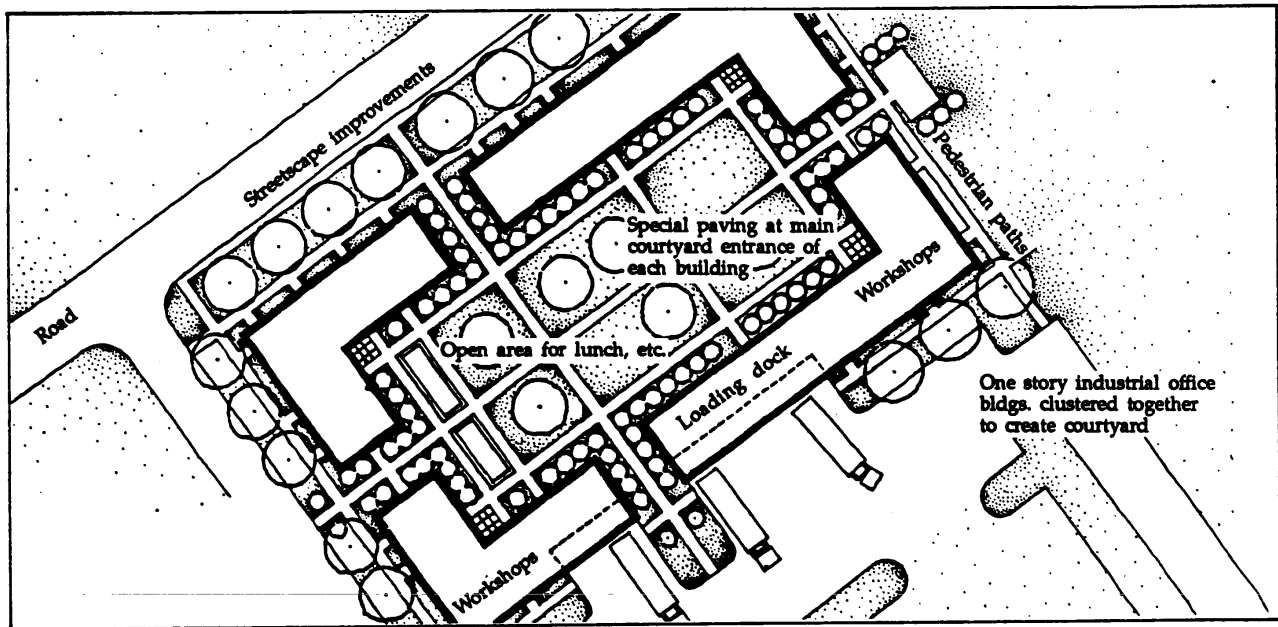 Streetscape improvements
Road
Pedestrian paths
Special paving at main
courtyard entrance of
each building
Workshops
Open area for lunch, etc.
Loading dock
One story industrial office
bldgs. clustered together
to create courtyard
Workshops